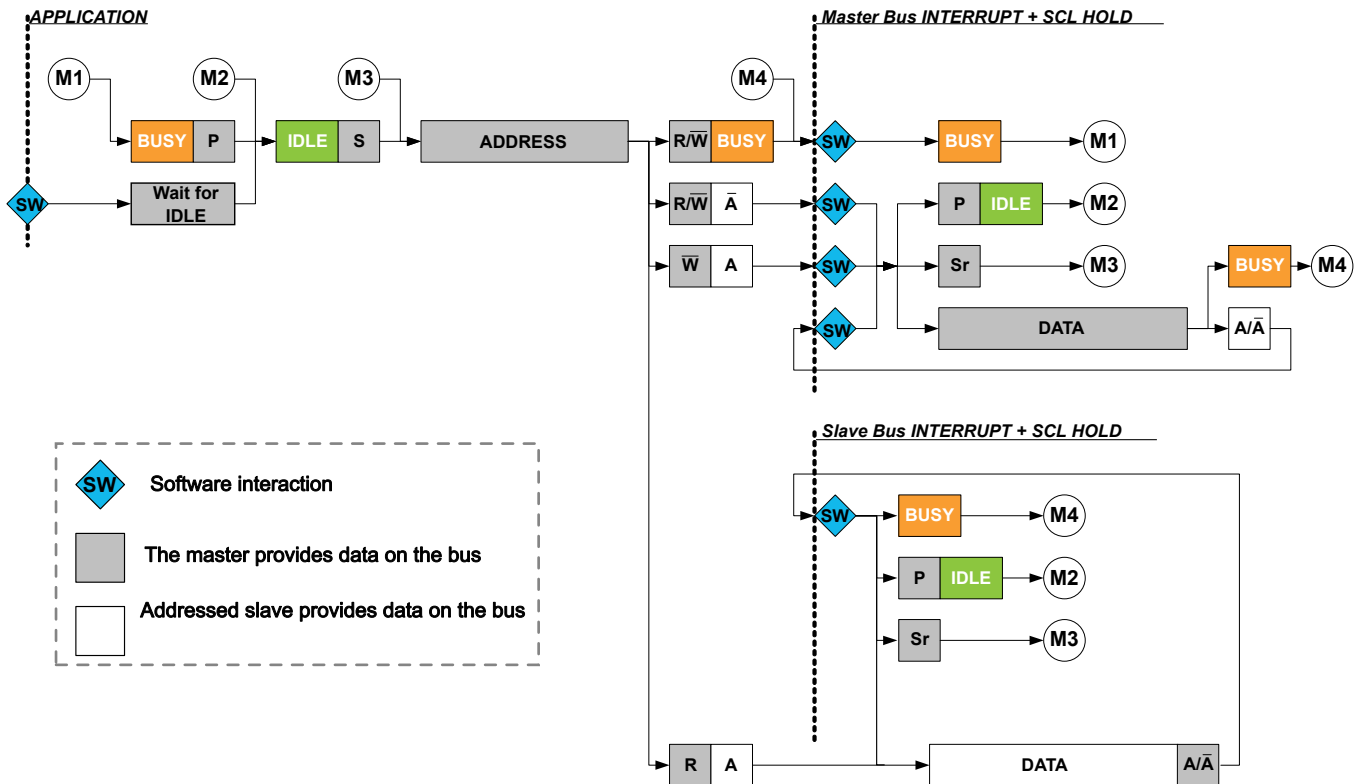 APPLICATION
Master Bus INTERRUPT + SCL HOLD
M1
M2
M3
M4
BUSY P
IDLE S
ADDRESS
R/W̅ BUSY
SW
BUSY
M1
SW
Wait for
IDLE
R/W̅ A̅
SW
P IDLE
M2
W̅ A
SW
Sr
M3
BUSY
M4
SW
DATA
A/A̅
Slave Bus INTERRUPT + SCL HOLD
SW
Software interaction
The master provides data on the bus
Addressed slave provides data on the bus
SW
BUSY
M4
P IDLE
M2
Sr
M3
R A
DATA
A/A̅